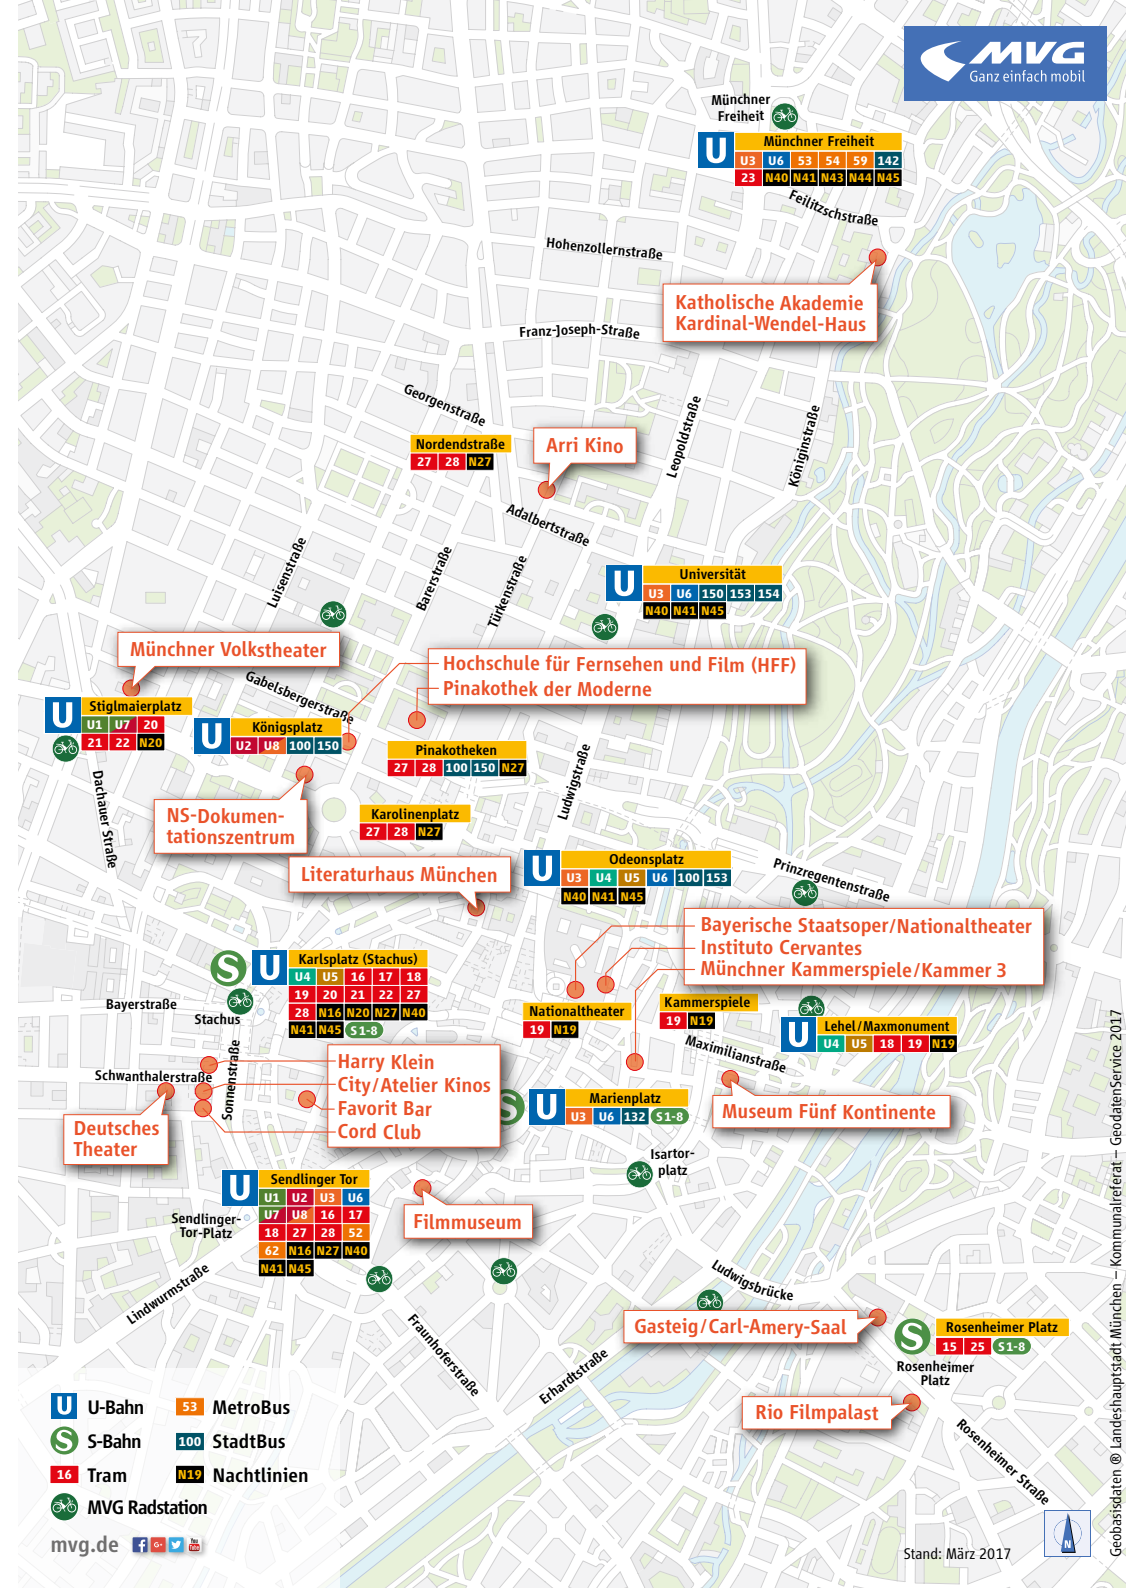 MVG
Ganz einfach mobil
Münchner
Freiheit
U
Münchner Freiheit
U3 U6 53 54 59 142
23 N40 N41 N43 N44 N45
Feilitzschstraße
Hohenzollernstraße
Katholische Akademie
Kardinal-Wendel-Haus
Franz-Joseph-Straße
Georgenstraße
Leopoldstraße
Königinstraße
Nordendstraße
27 28 N27
Arri Kino
Adalbertstraße
Luisenstraße
Barerstraße
Türkenstraße
U
Universität
U3 U6 150 153 154
N40 N41 N45
Münchner Volkstheater
Hochschule für Fernsehen und Film (HFF)
Pinakothek der Moderne
Gabelsbergerstraße
U
Stiglmaierplatz
U1 U7 20
21 22 N20
U
Königsplatz
U2 U8 100 150
Pinakotheken
27 28 100 150 N27
Ludwigstraße
Dachauer Straße
NS-Dokumen-
tationszentrum
Karolinenplatz
27 28 N27
Literaturhaus München
U
Odeonsplatz
U3 U4 U5 U6 100 153
N40 N41 N45
Prinzregentenstraße
Bayerische Staatsoper/Nationaltheater
Instituto Cervantes
Münchner Kammerspiele/Kammer 3
S
U
Karlsplatz (Stachus)
U4 U5 16 17 18
19 20 21 22 27
28 N16 N20 N27 N40
N41 N45 S1-8
Bayerstraße
Stachus
Nationaltheater
19 N19
Kammerspiele
19 N19
U
Lehel/Maxmonument
U4 U5 18 19 N19
Maximilianstraße
Schwanthalerstraße
Sonnenstraße
Harry Klein
City/Atelier Kinos
Favorit Bar
Cord Club
Deutsches
Theater
S
U
Marienplatz
U3 U6 132 S1-8
Museum Fünf Kontinente
Isartor-
platz
U
Sendlinger Tor
U1 U2 U3 U6
U7 U8 16 17
18 27 28 52
62 N16 N27 N40
N41 N45
Sendlinger-
Tor-Platz
Filmmuseum
Lindwurmstraße
Fraunhoferstraße
Erhardtstraße
Ludwigsbrücke
Gasteig/Carl-Amery-Saal
S
Rosenheimer Platz
15 25 S1-8
Rosenheimer
Platz
Rio Filmpalast
Rosenheimer Straße
U U-Bahn
53 MetroBus
S S-Bahn
100 StadtBus
16 Tram
N19 Nachtlinien
MVG Radstation
mvg.de
Stand: März 2017
N
Geobasisdaten ® Landeshauptstadt München – Kommunalreferat – GeodatenService 2017